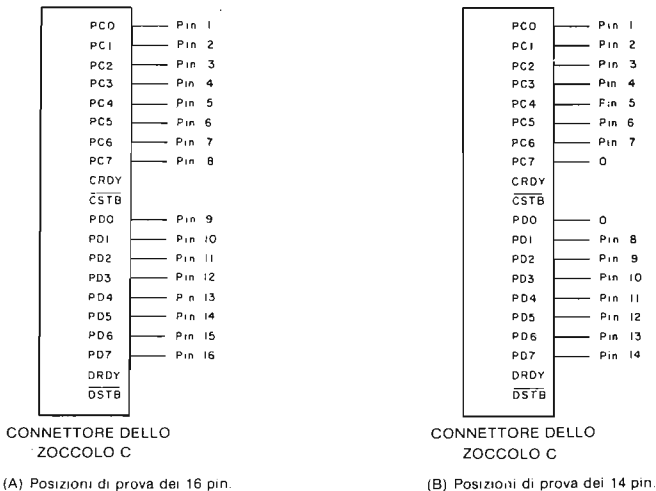 PC0 Pin 1
PC1 Pin 2
PC2 Pin 3
PC3 Pin 4
PC4 Pin 5
PC5 Pin 6
PC6 Pin 7
PC7 Pin 8
CRDY
CSTB
PD0 Pin 9
PD1 Pin 10
PD2 Pin 11
PD3 Pin 12
PD4 Pin 13
PD5 Pin 14
PD6 Pin 15
PD7 Pin 16
DRDY
DSTB
CONNETTORE DELLO
ZOCCOLO C
(A) Posizioni di prova dei 16 pin.
PC0 Pin 1
PC1 Pin 2
PC2 Pin 3
PC3 Pin 4
PC4 Pin 5
PC5 Pin 6
PC6 Pin 7
PC7 0
CRDY
CSTB
PD0 0
PD1 Pin 8
PD2 Pin 9
PD3 Pin 10
PD4 Pin 11
PD5 Pin 12
PD6 Pin 13
PD7 Pin 14
DRDY
DSTB
CONNETTORE DELLO
ZOCCOLO C
(B) Posizioni di prova dei 14 pin.